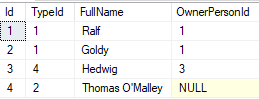 Id TypeId FullName OwnerPersonId
1 1 Ralf 1
2 1 Goldy 1
3 4 Hedwig 3
4 2 Thomas O'Malley NULL